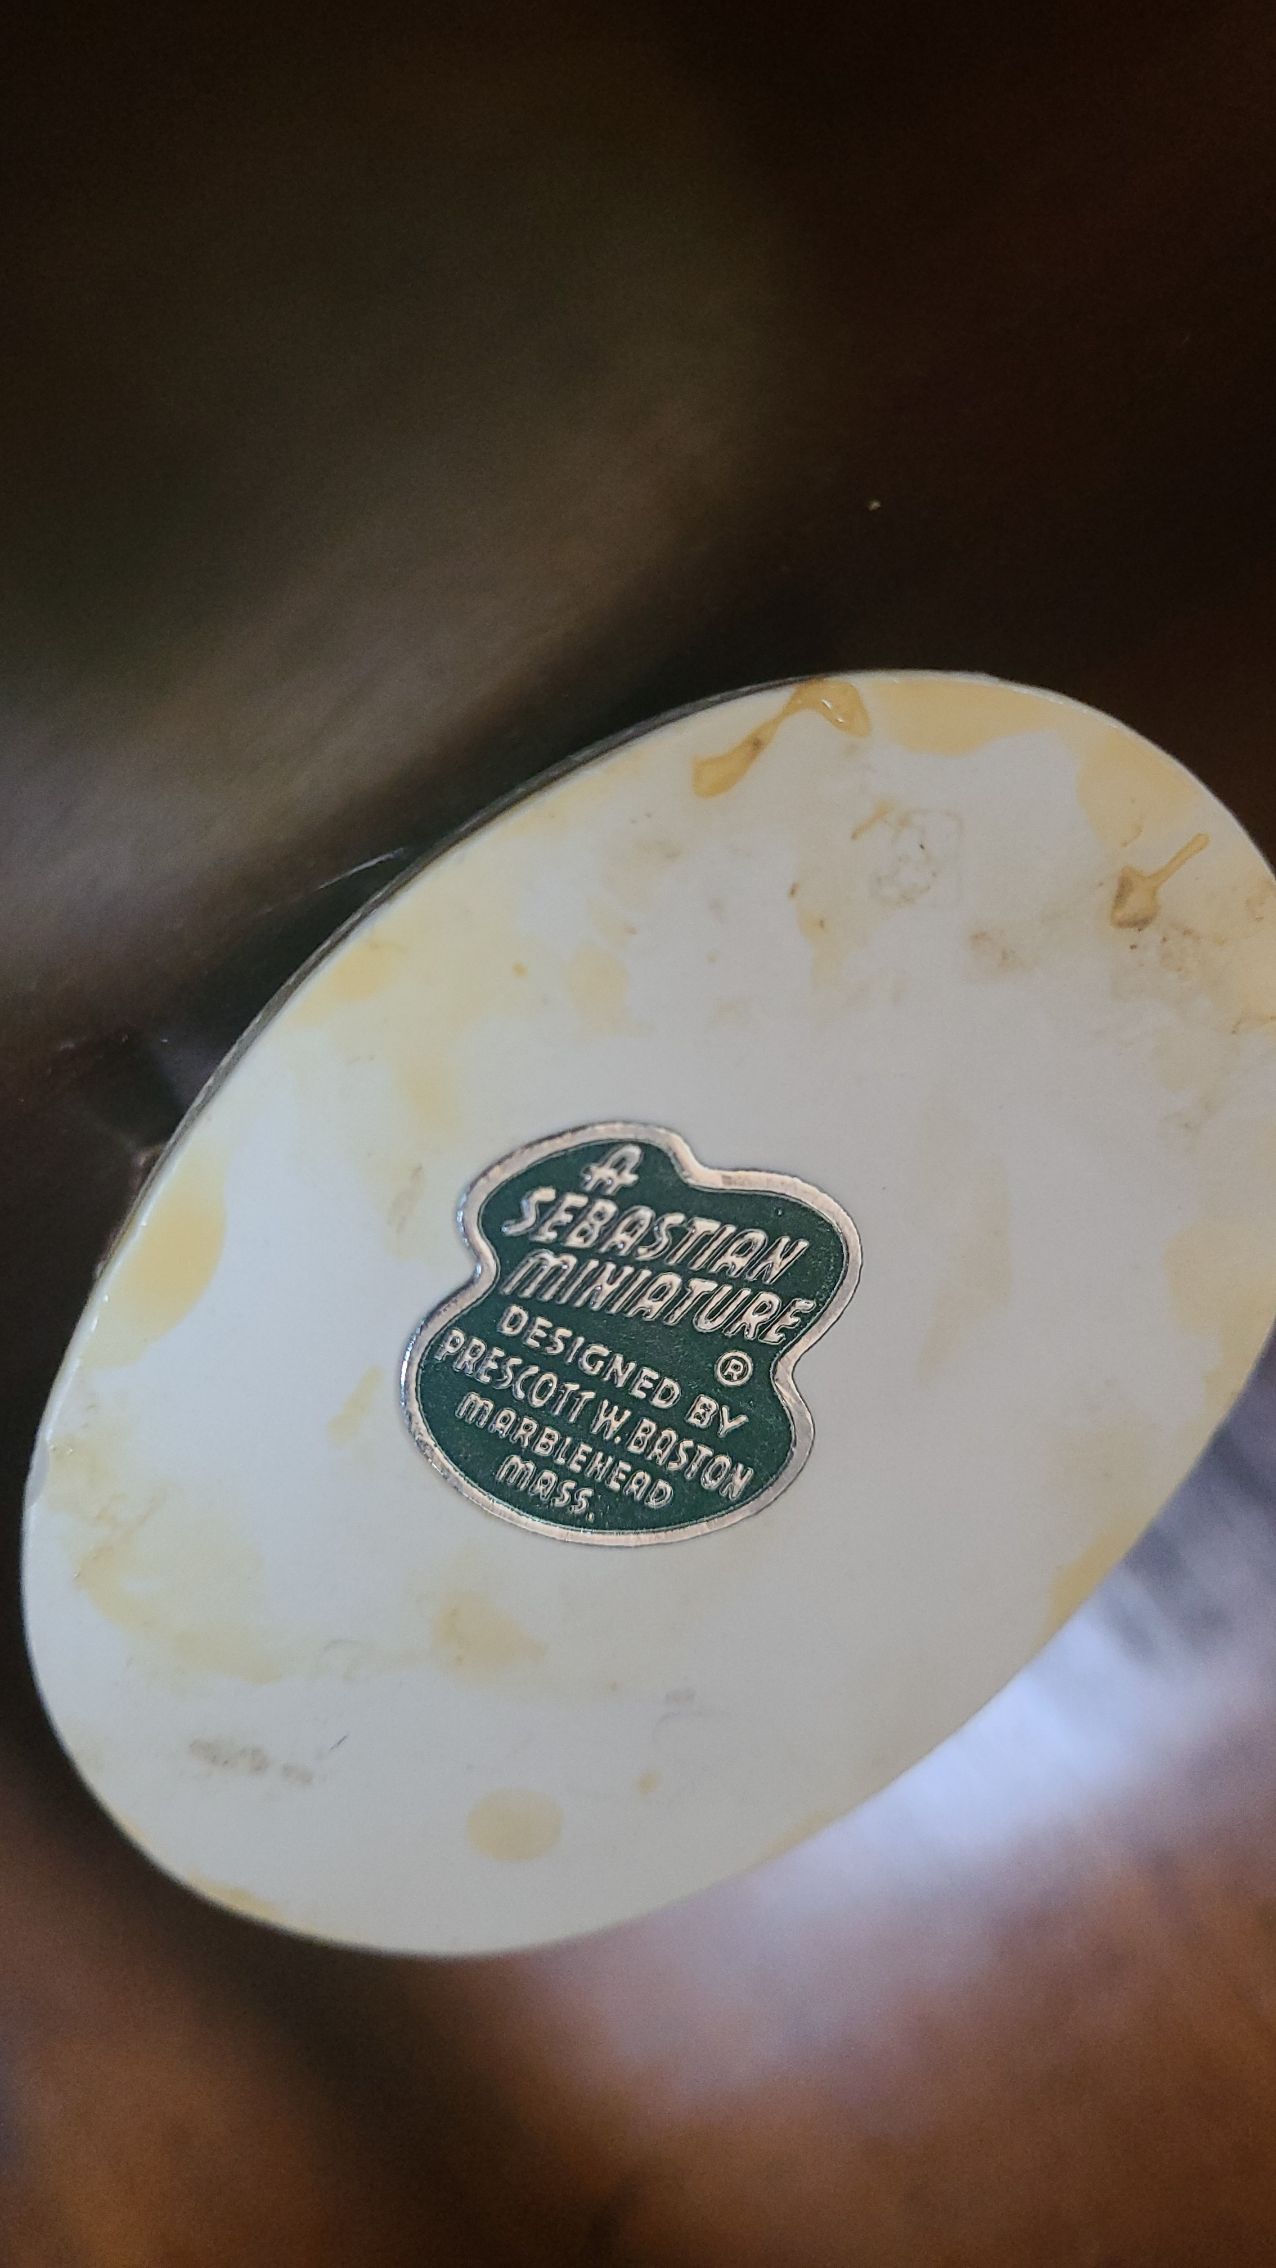 A
SEBASTIAN
MINIATURE
®
DESIGNED BY
PRESCOTT W. BASTON
MARBLEHEAD
MASS.